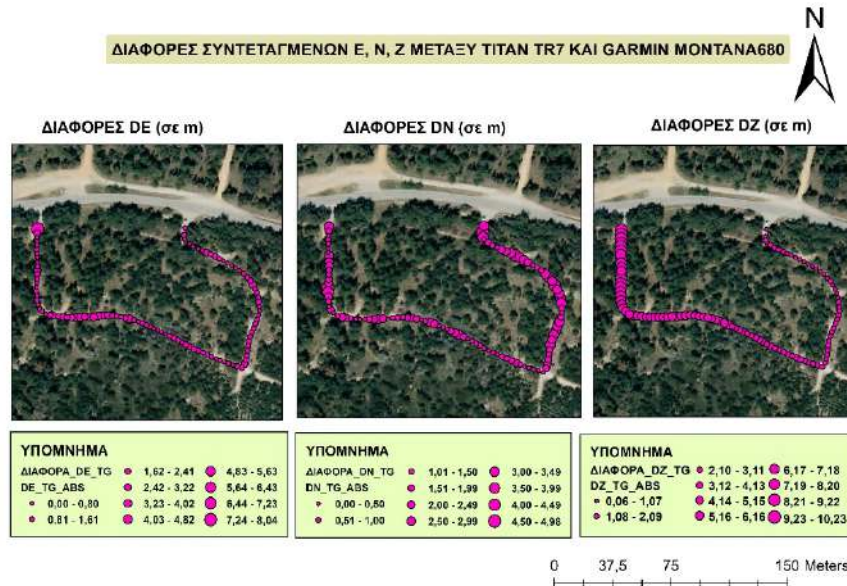 ΔΙΑΦΟΡΕΣ ΣΥΝΤΕΤΑΓΜΕΝΩΝ Ε, Ν, Ζ ΜΕΤΑΞΥ TITAN TR7 ΚΑΙ GARMIN MONTANA680
N
ΔΙΑΦΟΡΕΣ DE (σε m)
ΔΙΑΦΟΡΕΣ DN (σε m)
ΔΙΑΦΟΡΕΣ DZ (σε m)
ΥΠΟΜΝΗΜΑ
ΔΙΑΦΟΡΑ_DE_TG
DE_TG_ABS
0,00 - 0,80
0,81 - 1,61
1,62 - 2,41
2,42 - 3,22
3,23 - 4,02
4,03 - 4,82
4,83 - 5,63
5,64 - 6,43
6,44 - 7,23
7,24 - 8,04
ΥΠΟΜΝΗΜΑ
ΔΙΑΦΟΡΑ_DN_TG
DN_TG_ABS
0,00 - 0,50
0,51 - 1,00
1,01 - 1,50
1,51 - 1,99
2,00 - 2,49
2,50 - 2,99
3,00 - 3,49
3,50 - 3,99
4,00 - 4,49
4,50 - 4,98
ΥΠΟΜΝΗΜΑ
ΔΙΑΦΟΡΑ_DZ_TG
DZ_TG_ABS
0,06 - 1,07
1,08 - 2,09
2,10 - 3,11
3,12 - 4,13
4,14 - 5,15
5,16 - 6,16
6,17 - 7,18
7,19 - 8,20
8,21 - 9,22
9,23 - 10,23
0 37,5 75 150 Meters